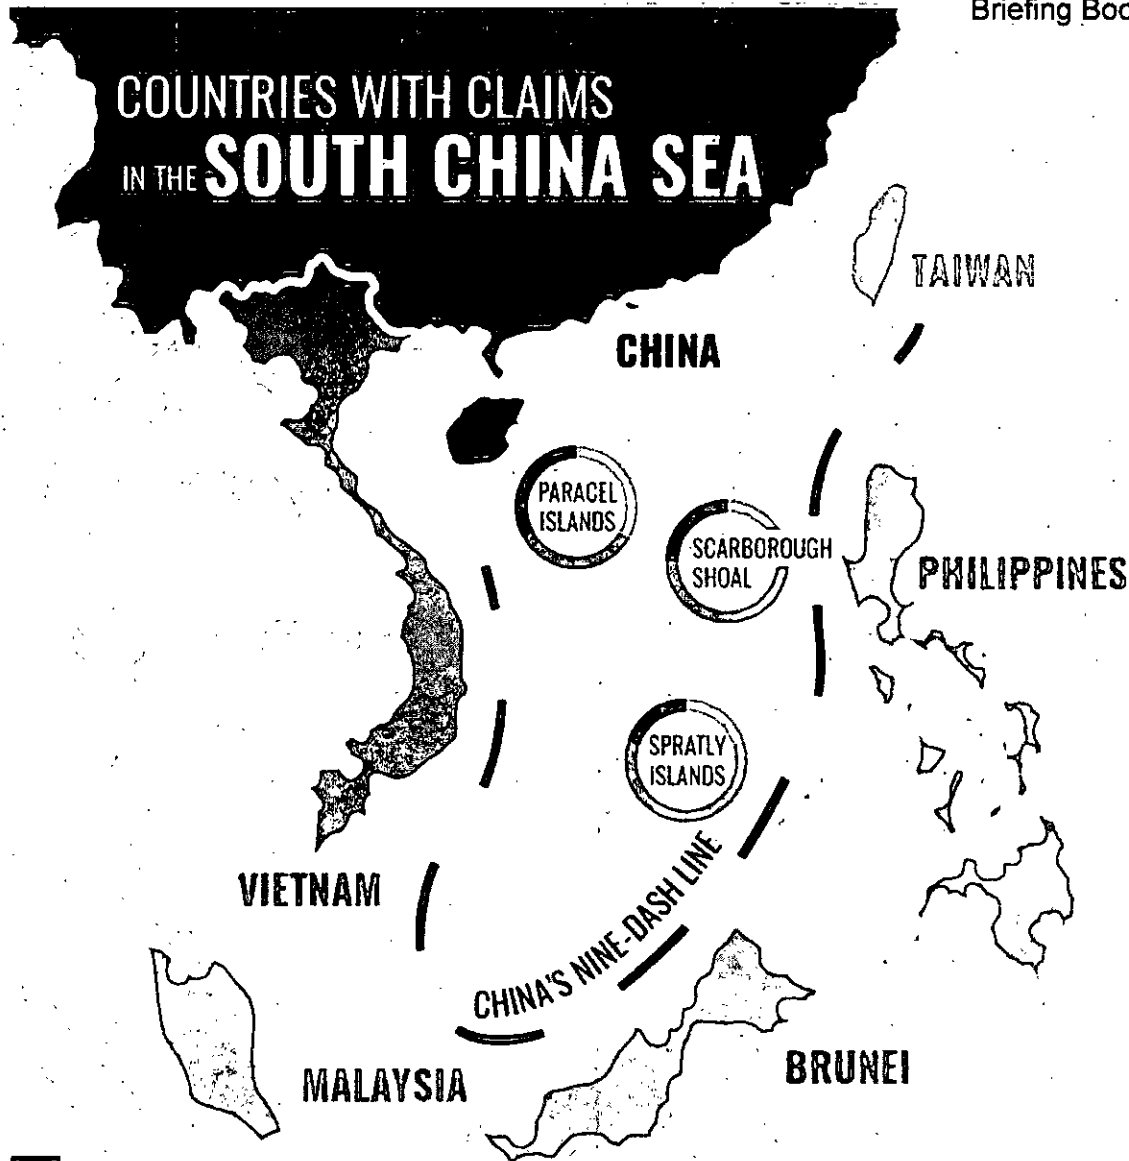 Briefing
COUNTRIES WITH CLAIMS
IN THE SOUTH CHINA SEA
TAIWAN
CHINA
PARACEL
ISLANDS
SCARBOROUGH
SHOAL
PHILIPPINES
SPRATLY
ISLANDS
CHINA'S NINE-DASH LINE
VIETNAM
BRUNEI
MALAYSIA